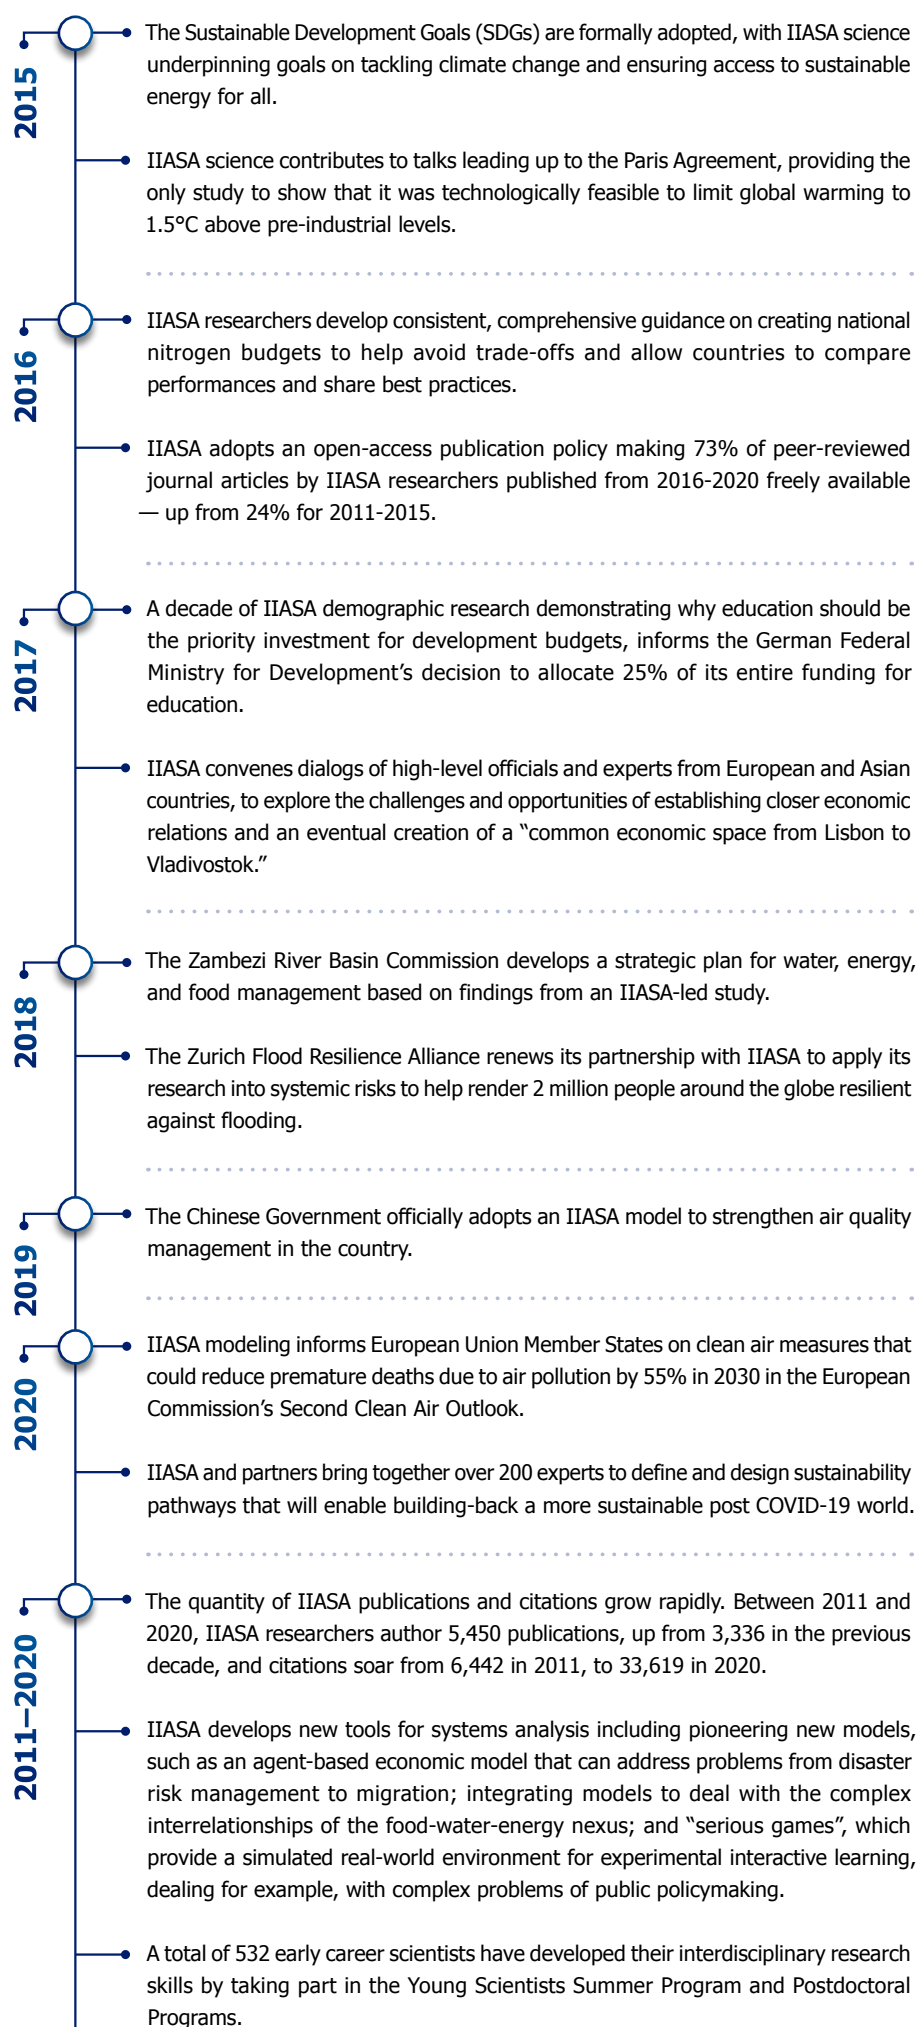 2015
The Sustainable Development Goals (SDGs) are formally adopted, with IIASA science
underpinning goals on tackling climate change and ensuring access to sustainable
energy for all.
IIASA science contributes to talks leading up to the Paris Agreement, providing the
only study to show that it was technologically feasible to limit global warming to
1.5°C above pre-industrial levels.
2016
IIASA researchers develop consistent, comprehensive guidance on creating national
nitrogen budgets to help avoid trade-offs and allow countries to compare
performances and share best practices.
IIASA adopts an open-access publication policy making 73% of peer-reviewed
journal articles by IIASA researchers published from 2016-2020 freely available
— up from 24% for 2011-2015.
2017
A decade of IIASA demographic research demonstrating why education should be
the priority investment for development budgets, informs the German Federal
Ministry for Development’s decision to allocate 25% of its entire funding for
education.
IIASA convenes dialogs of high-level officials and experts from European and Asian
countries, to explore the challenges and opportunities of establishing closer economic
relations and an eventual creation of a “common economic space from Lisbon to
Vladivostok.”
2018
The Zambezi River Basin Commission develops a strategic plan for water, energy,
and food management based on findings from an IIASA-led study.
The Zurich Flood Resilience Alliance renews its partnership with IIASA to apply its
research into systemic risks to help render 2 million people around the globe resilient
against flooding.
2019
The Chinese Government officially adopts an IIASA model to strengthen air quality
management in the country.
2020
IIASA modeling informs European Union Member States on clean air measures that
could reduce premature deaths due to air pollution by 55% in 2030 in the European
Commission’s Second Clean Air Outlook.
IIASA and partners bring together over 200 experts to define and design sustainability
pathways that will enable building-back a more sustainable post COVID-19 world.
2011–2020
The quantity of IIASA publications and citations grow rapidly. Between 2011 and
2020, IIASA researchers author 5,450 publications, up from 3,336 in the previous
decade, and citations soar from 6,442 in 2011, to 33,619 in 2020.
IIASA develops new tools for systems analysis including pioneering new models,
such as an agent-based economic model that can address problems from disaster
risk management to migration; integrating models to deal with the complex
interrelationships of the food-water-energy nexus; and “serious games”, which
provide a simulated real-world environment for experimental interactive learning,
dealing for example, with complex problems of public policymaking.
A total of 532 early career scientists have developed their interdisciplinary research
skills by taking part in the Young Scientists Summer Program and Postdoctoral
Programs.